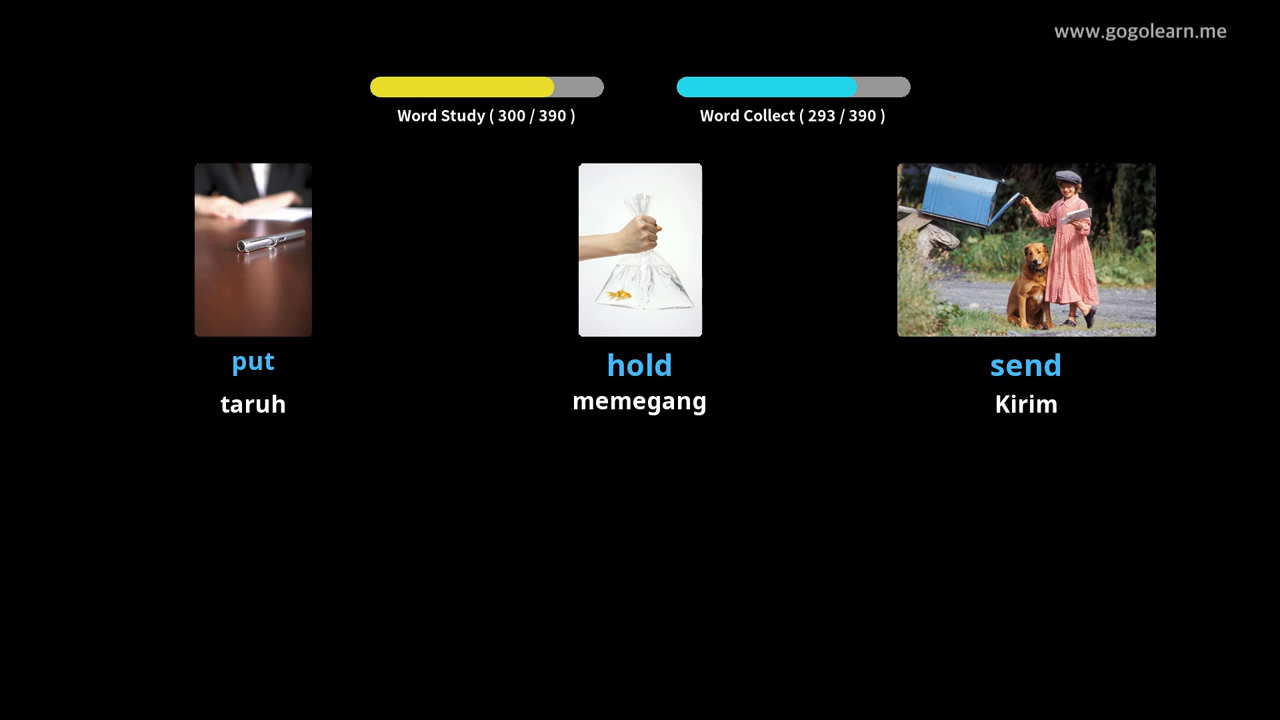 www.gogolearn.me
Word Study ( 300 / 390 )
Word Collect ( 293 / 390 )
put
hold
send
taruh
memegang
Kirim